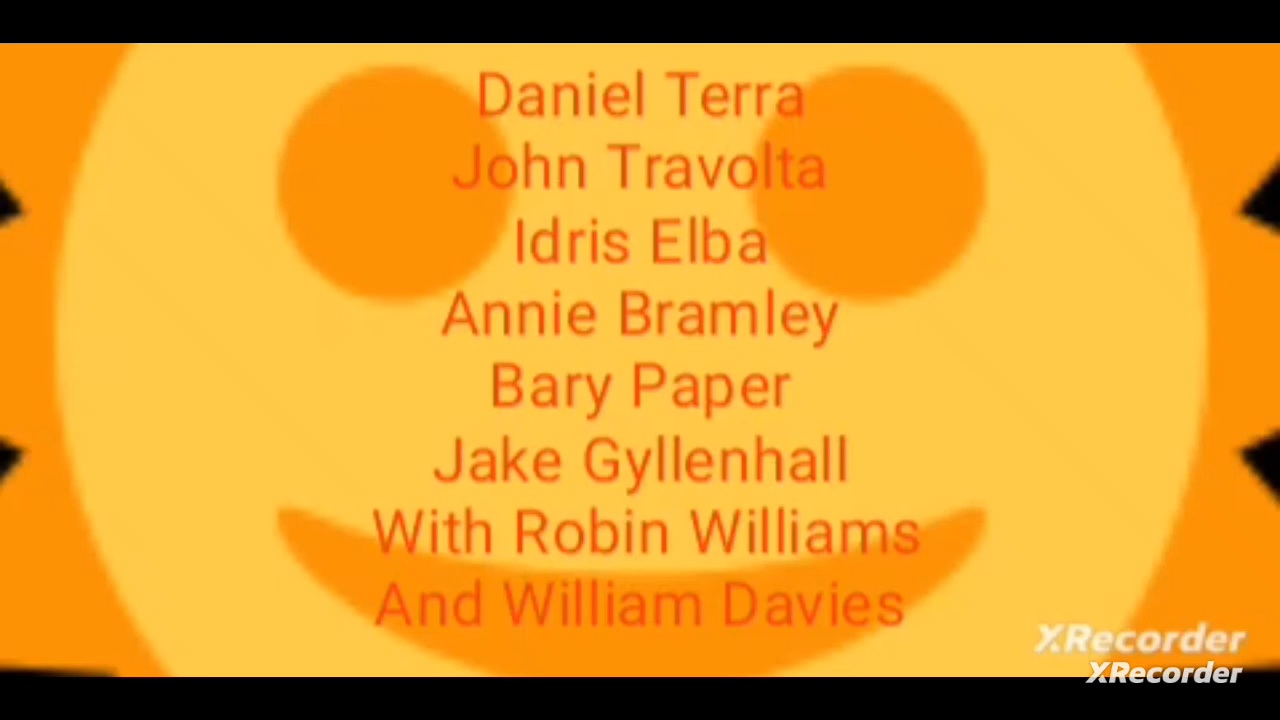 Daniel Terra
John Travolta
Idris Elba
Annie Bramley
Bary Paper
Jake Gyllenhall
With Robin Williams
And William Davies
XRecorder
XRecorder